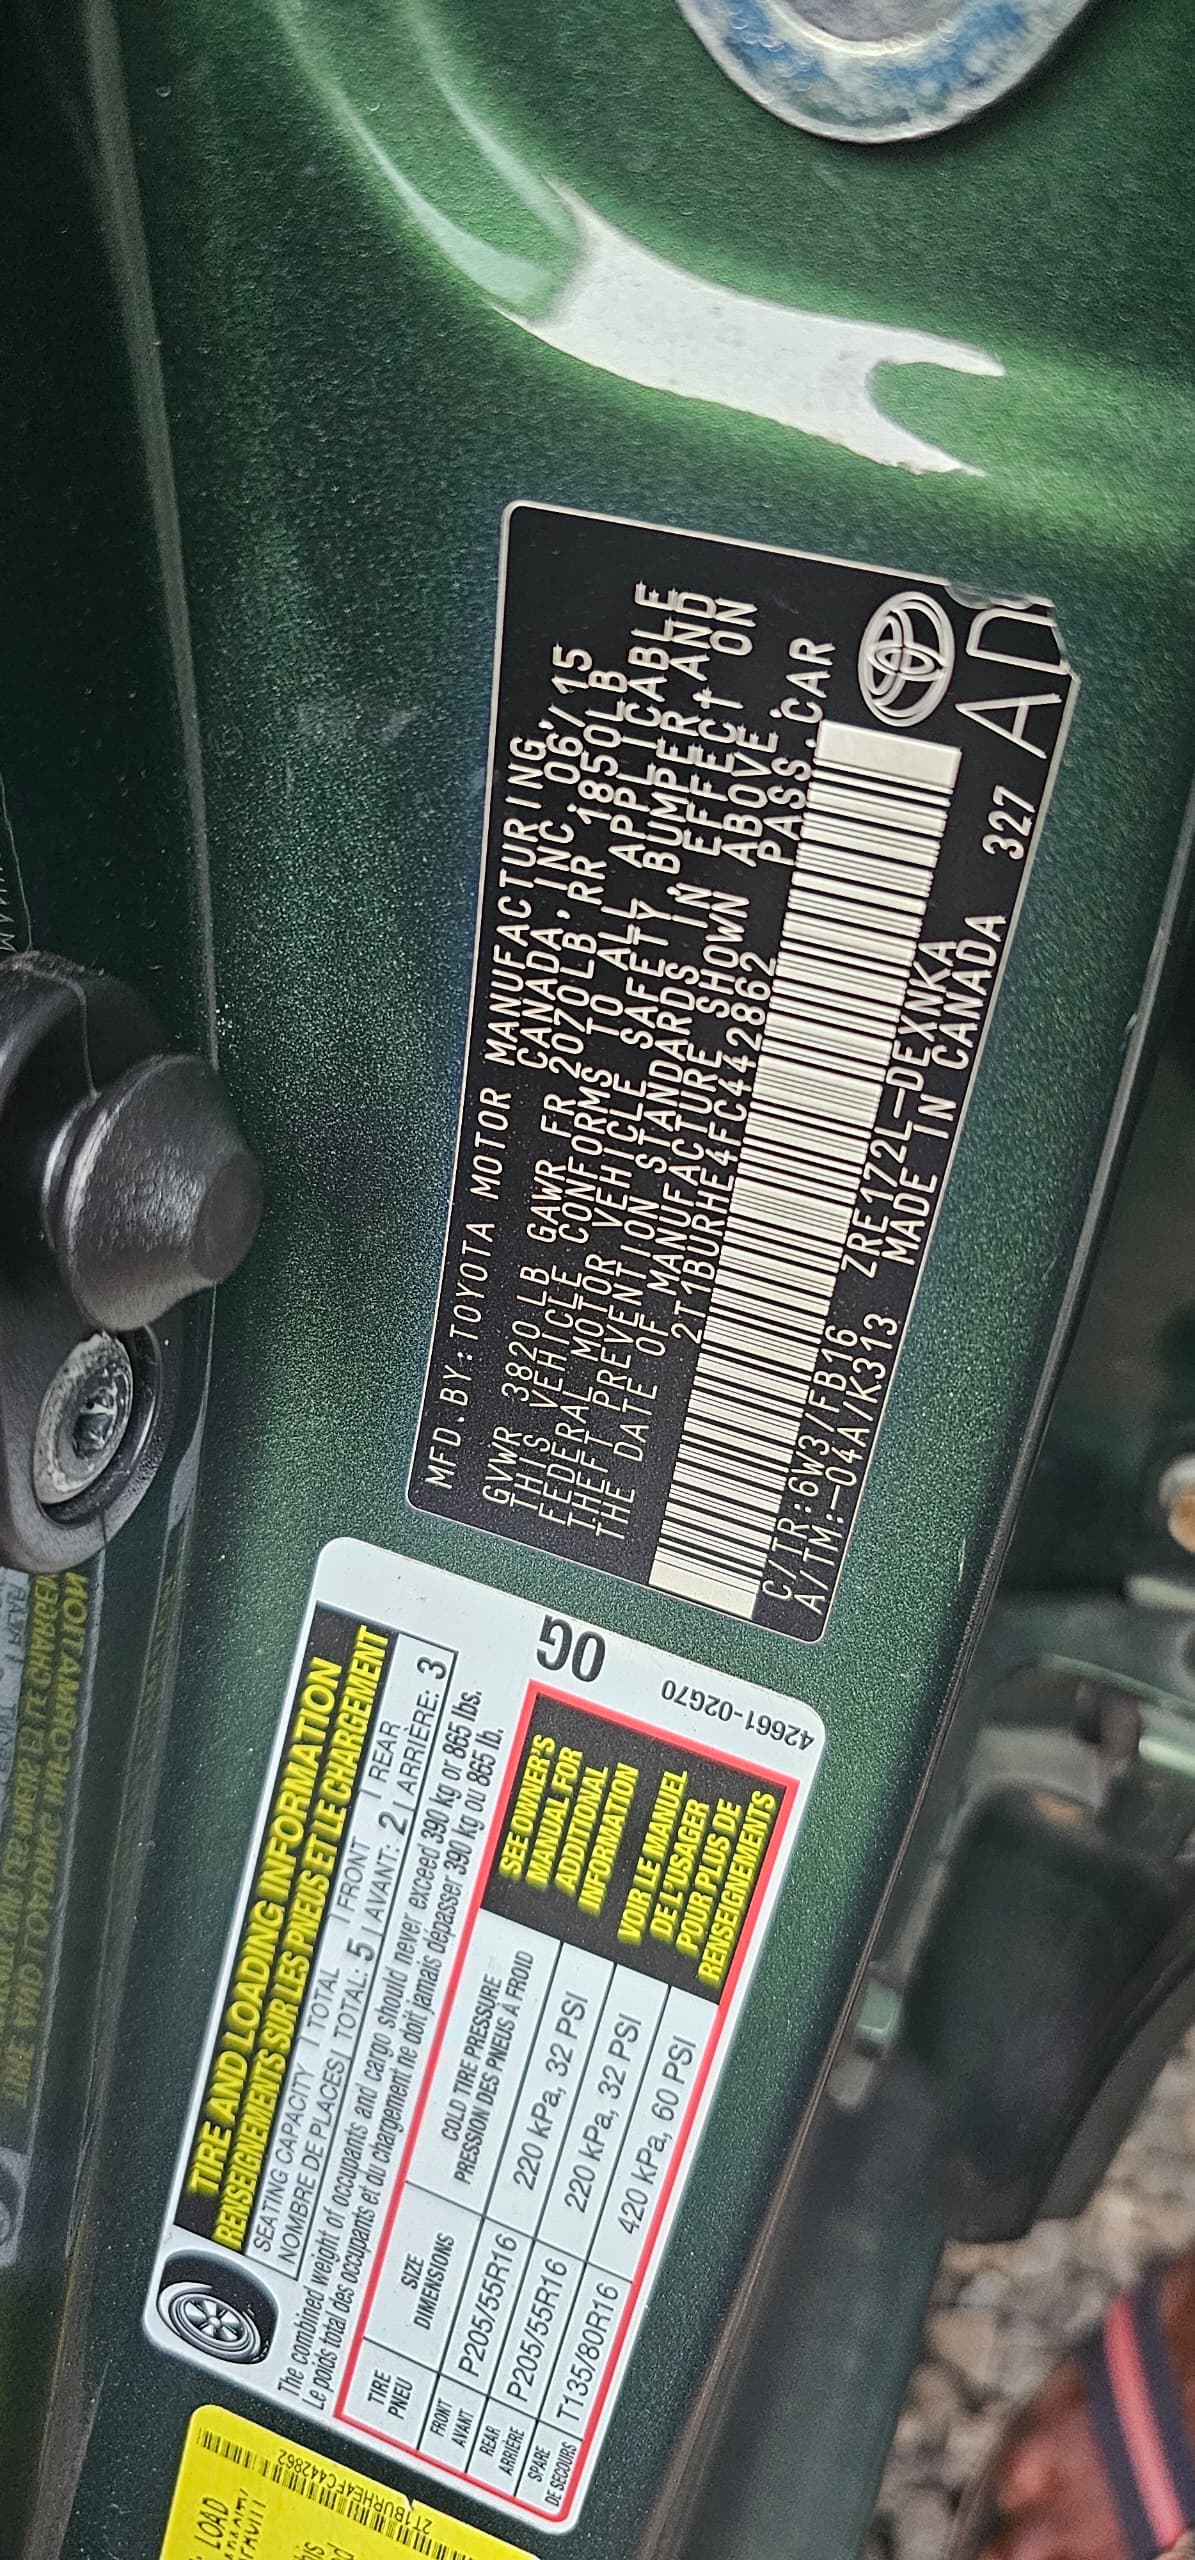 MFD.BY:TOYOTA MOTOR MANUFACTURING,
CANADA, INC. 06/15
GVWR 3820 LB GAWR FR 2070LB RR 1850LB
THIS VEHICLE CONFORMS TO ALL APPLICABLE
FEDERAL MOTOR VEHICLE SAFETY, BUMPER AND
THEFT PREVENTION STANDARDS IN EFFECT ON
THE DATE OF MANUFACTURE SHOWN ABOVE.
2T1BURHE4FC442862 PASS.CAR
C/TR:6W3/FB16 ZRE172L-DEXNKA
A/TM:-04A/K313 MADE IN CANADA 327
TIRE AND LOADING INFORMATION
RENSEIGNEMENTS SUR LES PNEUS ET LE CHARGEMENT
SEATING CAPACITY | TOTAL | FRONT | REAR
NOMBRE DE PLACES | TOTAL: 5 | AVANT: 2 | ARRIÈRE: 3
The combined weight of occupants and cargo should never exceed 390 kg or 865 lbs.
Le poids total des occupants et du chargement ne doit jamais dépasser 390 kg ou 865 lb.
TIRE SIZE COLD TIRE PRESSURE
PNEU DIMENSIONS PRESSION DES PNEUS À FROID
FRONT
AVANT P205/55R16 220 kPa, 32 PSI
REAR
ARRIÈRE P205/55R16 220 kPa, 32 PSI
SPARE
DE SECOURS T135/80R16 420 kPa, 60 PSI
SEE OWNER'S
MANUAL FOR
ADDITIONAL
INFORMATION
VOIR LE MANUEL
DE L'USAGER
POUR PLUS DE
RENSEIGNEMENTS
0G
42661-02G70
2T1BURHE4FC442862
LOAD